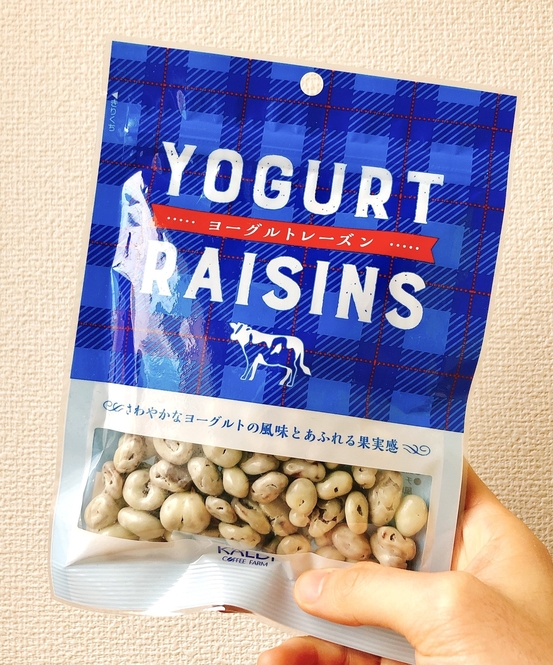 YOGURT
ヨーグルトレーズン
RAISINS
さわやかなヨーグルトの風味とあふれる果実感
KALDI
COFFEE FARM